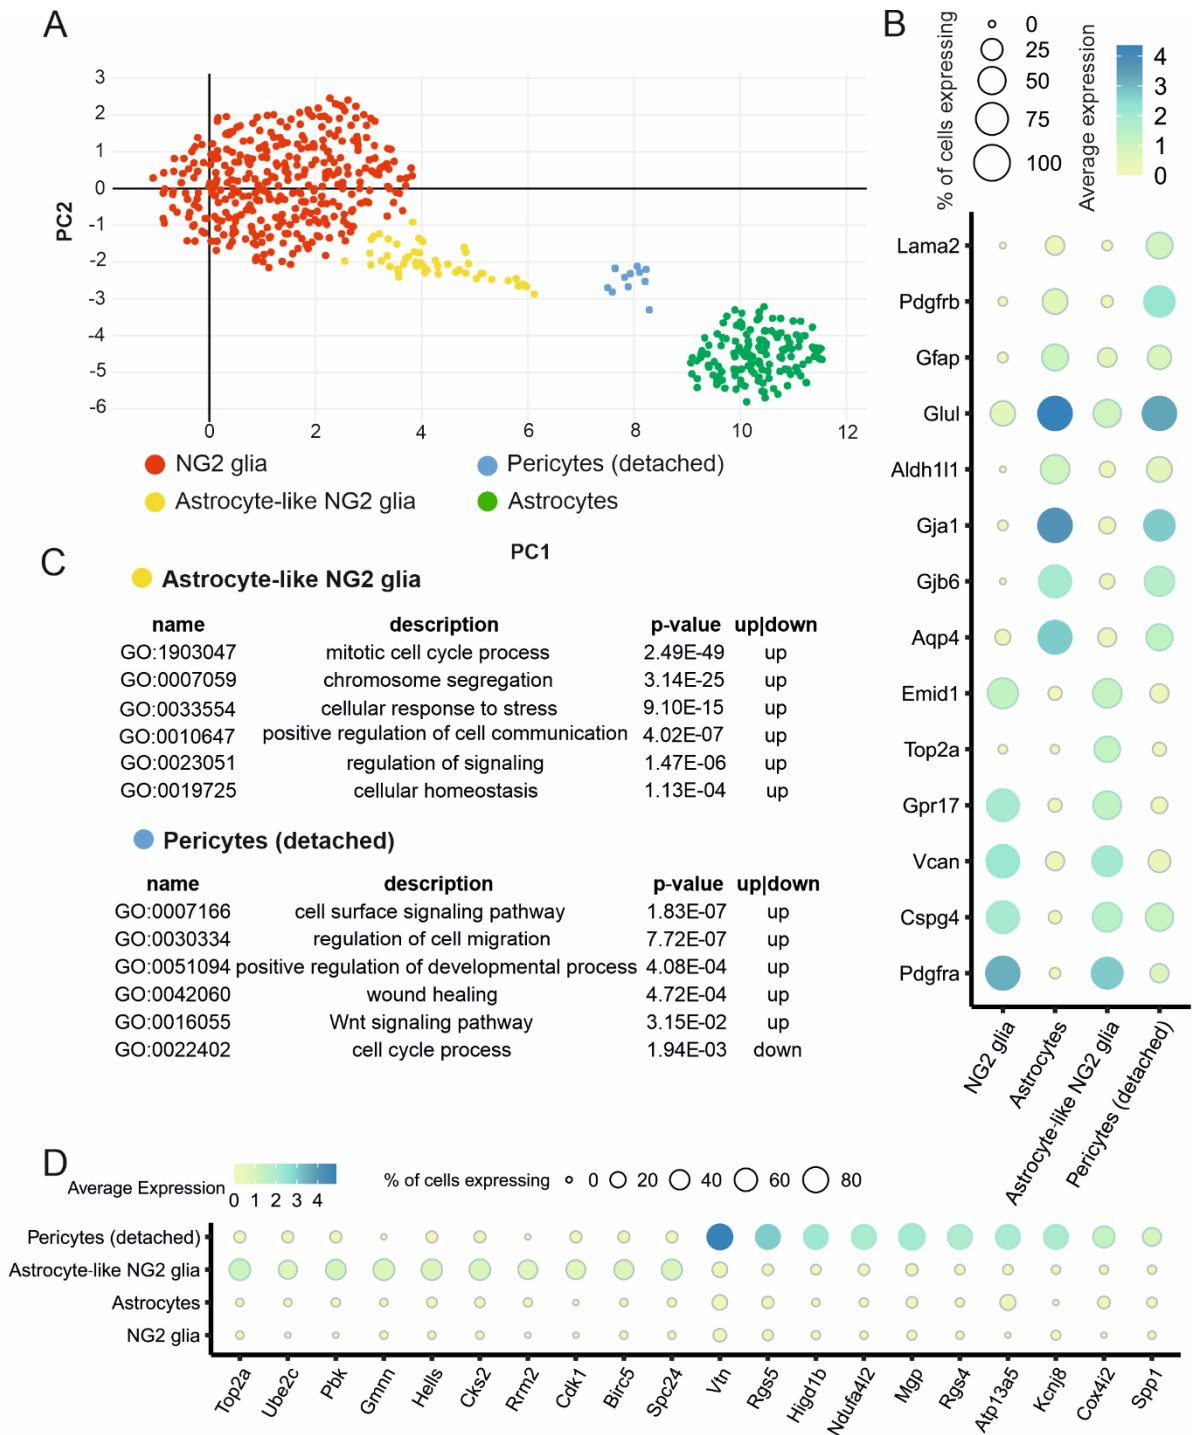 A
3
2
1
0
-1
-2
-3
-4
-5
-6
PC2
0 2 4 6 8 10 12
NG2 glia
Pericytes (detached)
Astrocyte-like NG2 glia
Astrocytes
PC1
B
% of cells expressing
0
25
50
75
100
Average expression
4
3
2
1
0
Lama2
Pdgfrb
Gfap
Glul
Aldh1l1
Gja1
Gjb6
Aqp4
Emid1
Top2a
Gpr17
Vcan
Cspg4
Pdgfra
NG2 glia
Astrocytes
Astrocyte-like NG2 glia
Pericytes (detached)
C
Astrocyte-like NG2 glia
name description p-value up|down
GO:1903047 mitotic cell cycle process 2.49E-49 up
GO:0007059 chromosome segregation 3.14E-25 up
GO:0033554 cellular response to stress 9.10E-15 up
GO:0010647 positive regulation of cell communication 4.02E-07 up
GO:0023051 regulation of signaling 1.47E-06 up
GO:0019725 cellular homeostasis 1.13E-04 up
Pericytes (detached)
name description p-value up|down
GO:0007166 cell surface signaling pathway 1.83E-07 up
GO:0030334 regulation of cell migration 7.72E-07 up
GO:0051094 positive regulation of developmental process 4.08E-04 up
GO:0042060 wound healing 4.72E-04 up
GO:0016055 Wnt signaling pathway 3.15E-02 up
GO:0022402 cell cycle process 1.94E-03 down
D
Average Expression
0 1 2 3 4
% of cells expressing 0 20 40 60 80
Pericytes (detached)
Astrocyte-like NG2 glia
Astrocytes
NG2 glia
Top2a
Ube2c
Pbk
Gmnn
Hells
Cks2
Rrm2
Cdk1
Birc5
Spc24
Vtn
Rgs5
Higd1b
Ndufa4l2
Mgp
Rgs4
Atp13a5
Kcnj8
Cox4i2
Spp1